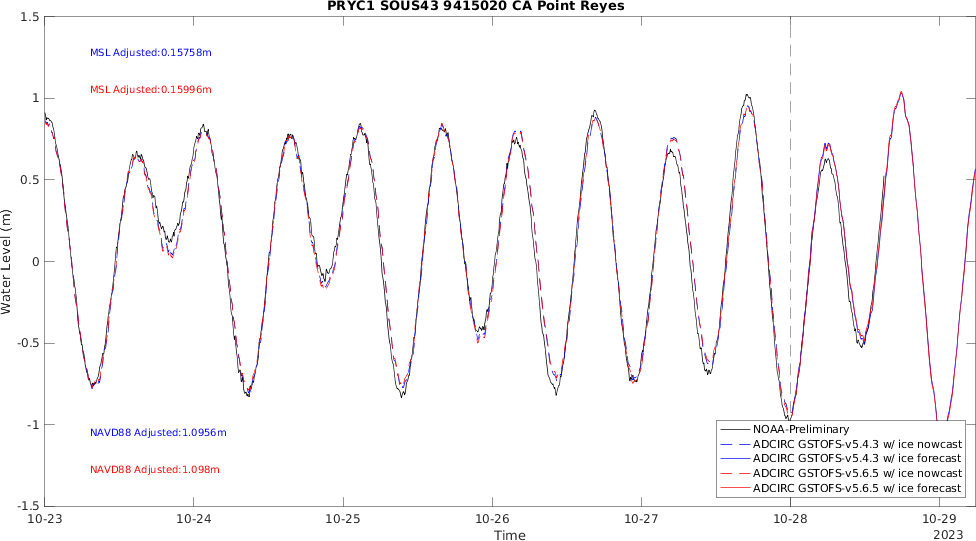 PRYC1 SOUS43 9415020 CA Point Reyes
1.5
MSL Adjusted:0.15758m
MSL Adjusted:0.15996m
1
0.5
0
-0.5
-1
-1.5
Water Level (m)
NAVD88 Adjusted:1.0956m
NAVD88 Adjusted:1.098m
NOAA-Preliminary
ADCIRC GSTOFS-v5.4.3 w/ ice nowcast
ADCIRC GSTOFS-v5.4.3 w/ ice forecast
ADCIRC GSTOFS-v5.6.5 w/ ice nowcast
ADCIRC GSTOFS-v5.6.5 w/ ice forecast
10-23 10-24 10-25 10-26 10-27 10-28 10-29
Time
2023